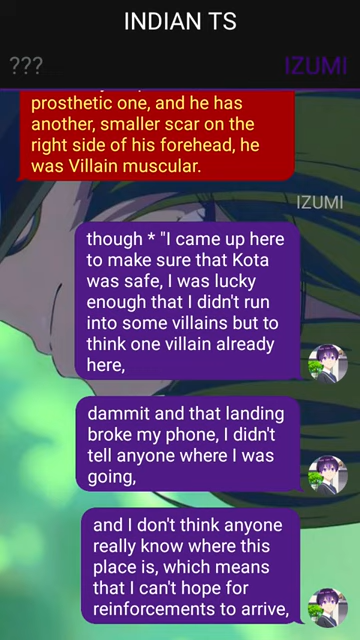 INDIAN TS
??? IZUMI
prosthetic one, and he has
another, smaller scar on the
right side of his forehead, he
was Villain muscular.
IZUMI
though * "I came up here
to make sure that Kota
was safe, I was lucky
enough that I didn't run
into some villains but to
think one villain already
here,
dammit and that landing
broke my phone, I didn't
tell anyone where I was
going,
and I don't think anyone
really know where this
place is, which means
that I can't hope for
reinforcements to arrive,